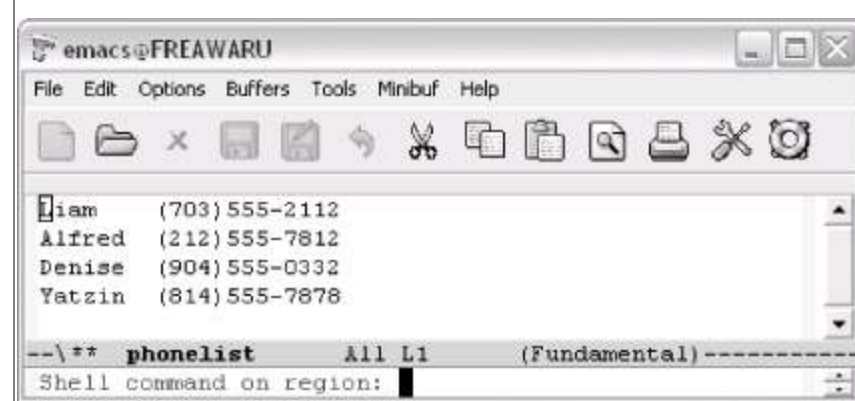 emacs@FREAWARU
File Edit Options Buffers Tools Minibuf Help
Liam (703)555-2112
Alfred (212)555-7812
Denise (904)555-0332
Yatzin (814)555-7878
--\** phonelist All L1 (Fundamental)-----------
Shell command on region: